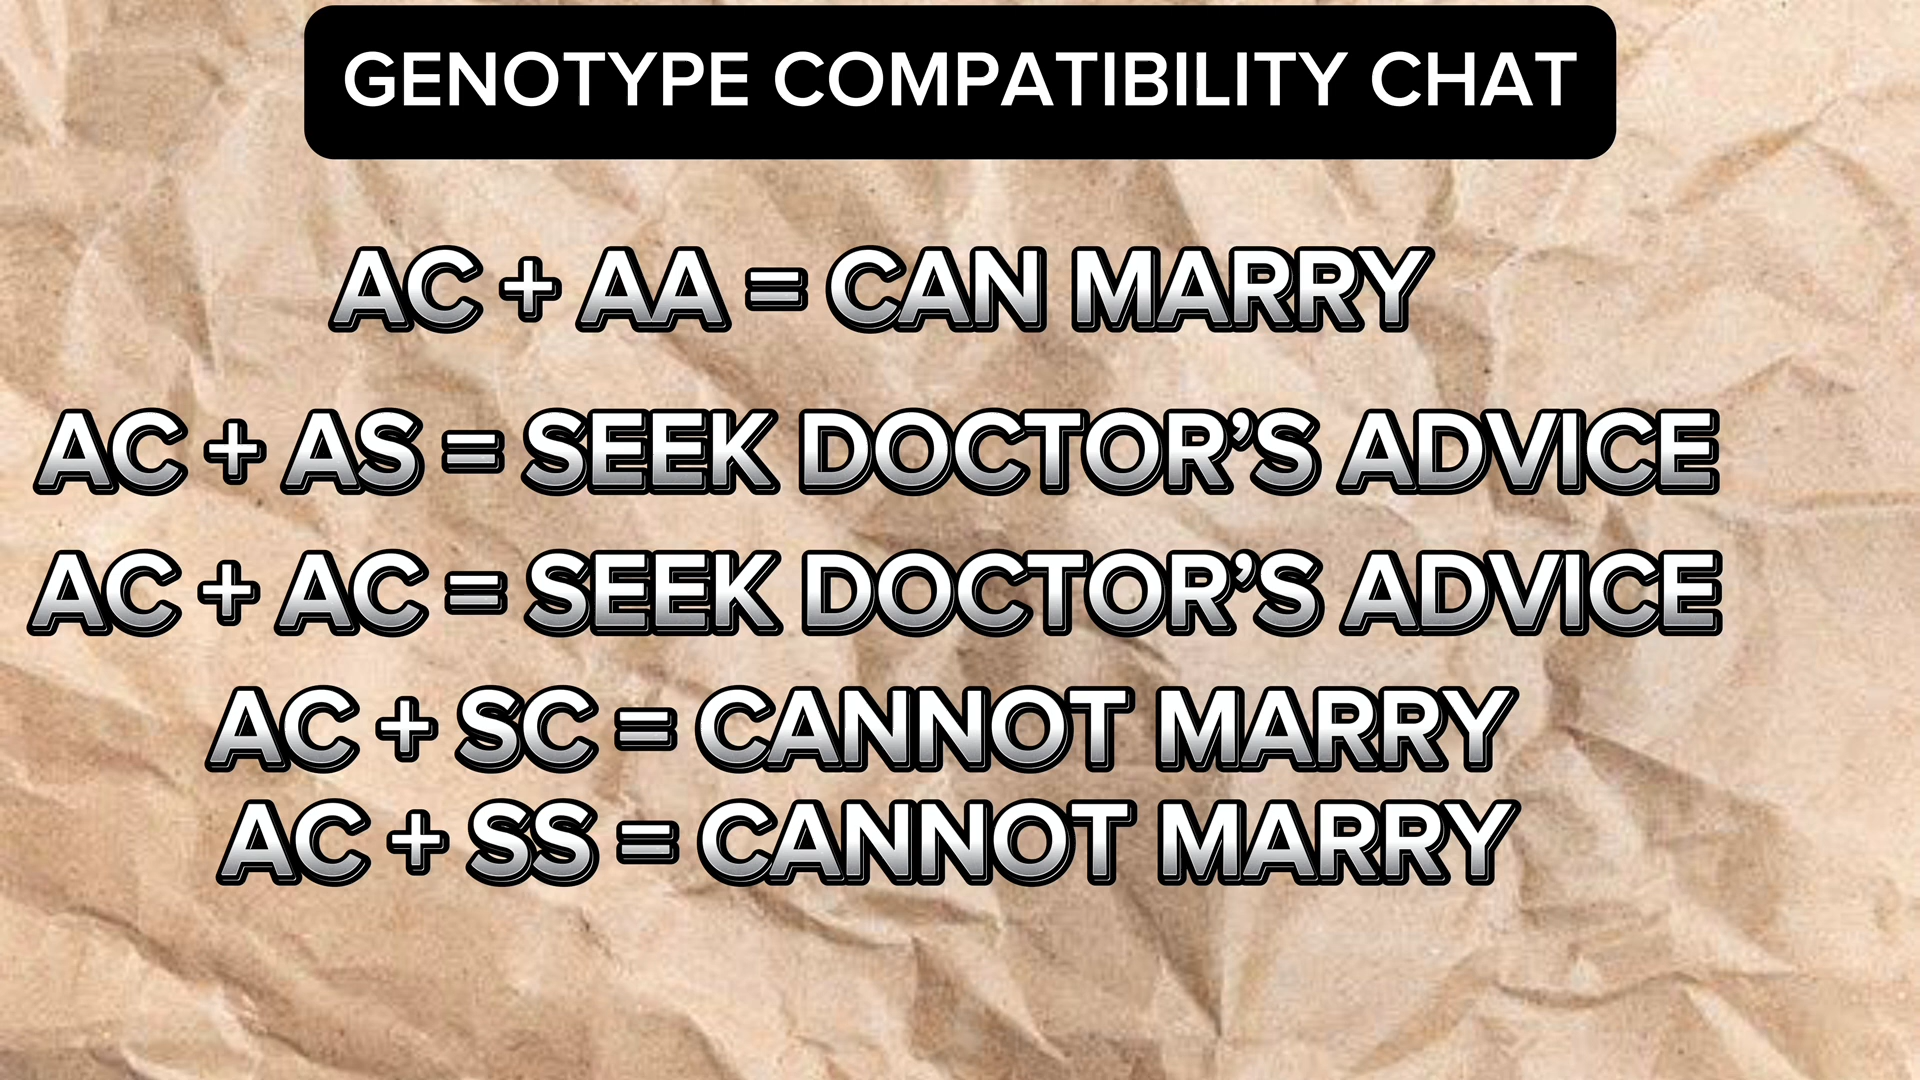 GENOTYPE COMPATIBILITY CHAT
AC + AA = CAN MARRY
AC + AS = SEEK DOCTOR’S ADVICE
AC + AC = SEEK DOCTOR’S ADVICE
AC + SC = CANNOT MARRY
AC + SS = CANNOT MARRY